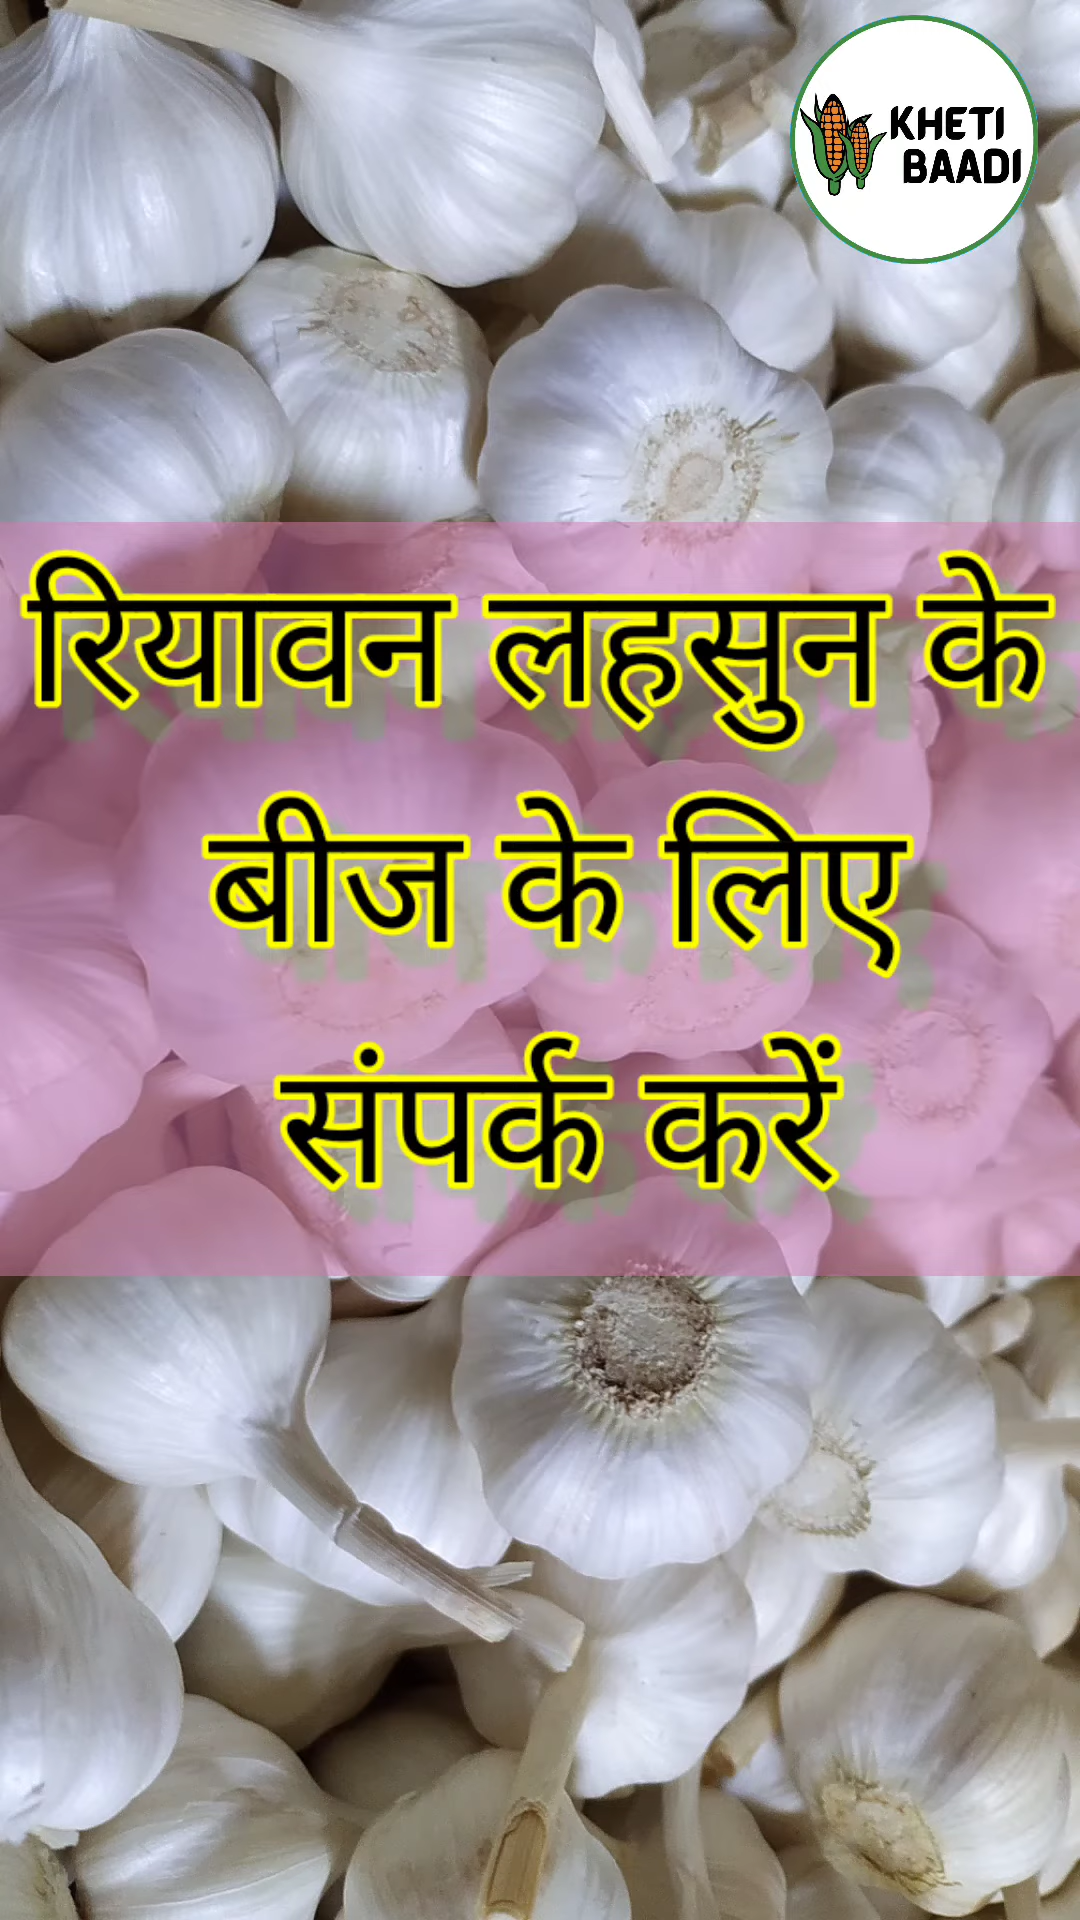 KHETI
BAADI
रियावन लहसुन के
बीज के लिए
संपर्क करें